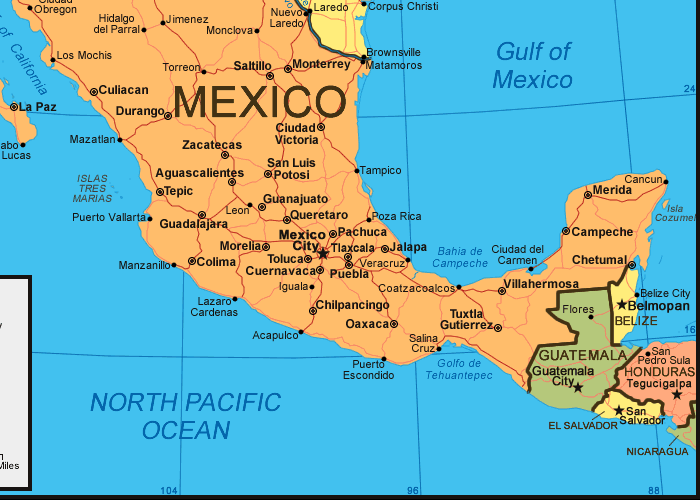 Ciudad
Obregon
Hidalgo
del Parral
Jimenez
Monclova
Nuevo
Laredo
Laredo
Corpus Christi
of California
Los Mochis
Torreon
Saltillo
Monterrey
Brownsville
Matamoros
Gulf of
Mexico
24
La Paz
Culiacan
Durango
MEXICO
Ciudad
Victoria
Mazatlan
abo
Lucas
Zacatecas
San Luis
Potosi
Tampico
Aguascalientes
ISLAS
TRES
MARIAS
Tepic
Guanajuato
Leon
Queretaro
Poza Rica
Puerto Vallarta
Guadalajara
Cancun
Merida
Isla
Cozumel
Mexico
City
Pachuca
Morelia
Tlaxcala
Jalapa
Toluca
Veracruz
Cuernavaca
Puebla
Manzanillo
Colima
Bahia de
Campeche
Ciudad del
Carmen
Campeche
Chetumal
Iguala
Coatzacoalcos
Villahermosa
Lazaro
Cardenas
Chilpancingo
Acapulco
Oaxaca
Tuxtla
Gutierrez
Salina
Cruz
Puerto
Escondido
Golfo de
Tehuantepec
Flores
Belize City
Belmopan
BELIZE
16
GUATEMALA
Guatemala
City
San
Pedro Sula
HONDURAS
Tegucigalpa
San
Salvador
EL SALVADOR
NICARAGUA
NORTH PACIFIC
OCEAN
y
n
Miles
104
96
88